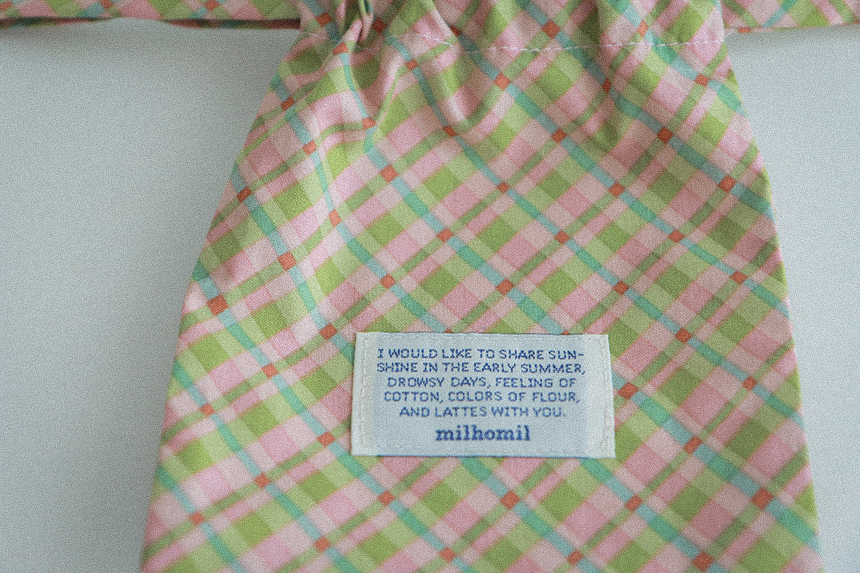 I WOULD LIKE TO SHARE SUN-
SHINE IN THE EARLY SUMMER,
DROWSY DAYS, FEELING OF
COTTON, COLORS OF FLOUR,
AND LATTES WITH YOU.
milhomil